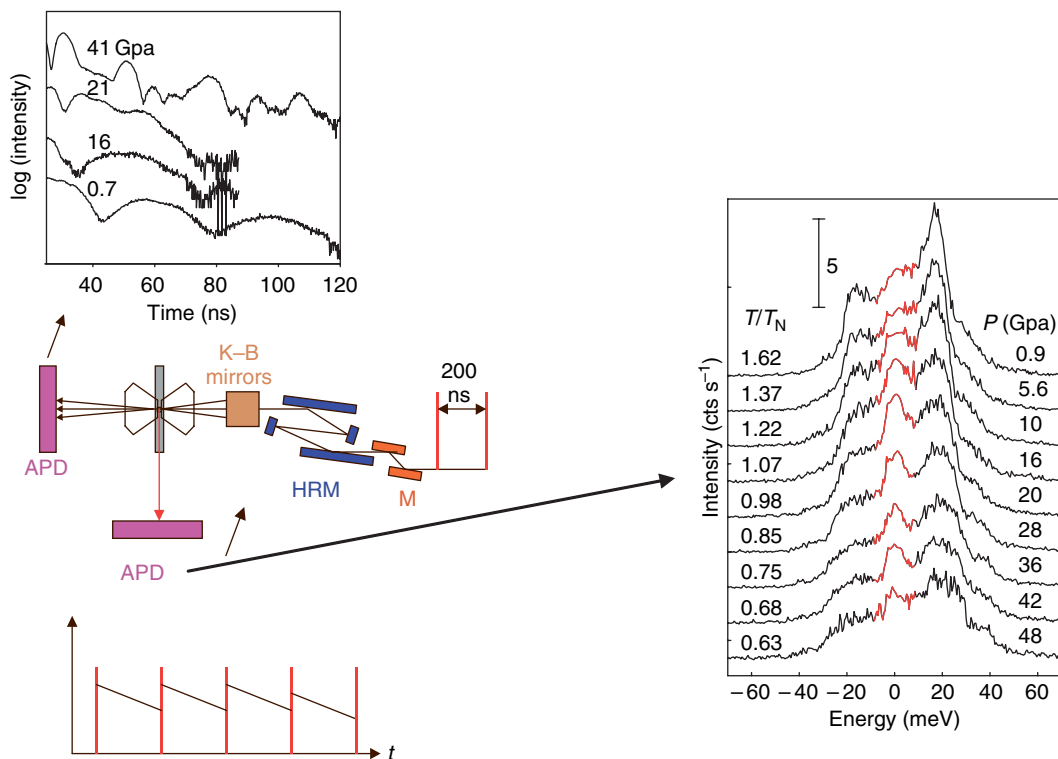 41 Gpa
21
16
0.7
log (intensity)
40 60 80 100 120
Time (ns)
K–B
mirrors
200
ns
APD
HRM
M
APD
t
5
T/T_N
P (Gpa)
1.62 0.9
1.37 5.6
1.22 10
1.07 16
0.98 20
0.85 28
0.75 36
0.68 42
0.63 48
Intensity (cts s⁻¹)
−60 −40 −20 0 20 40 60
Energy (meV)